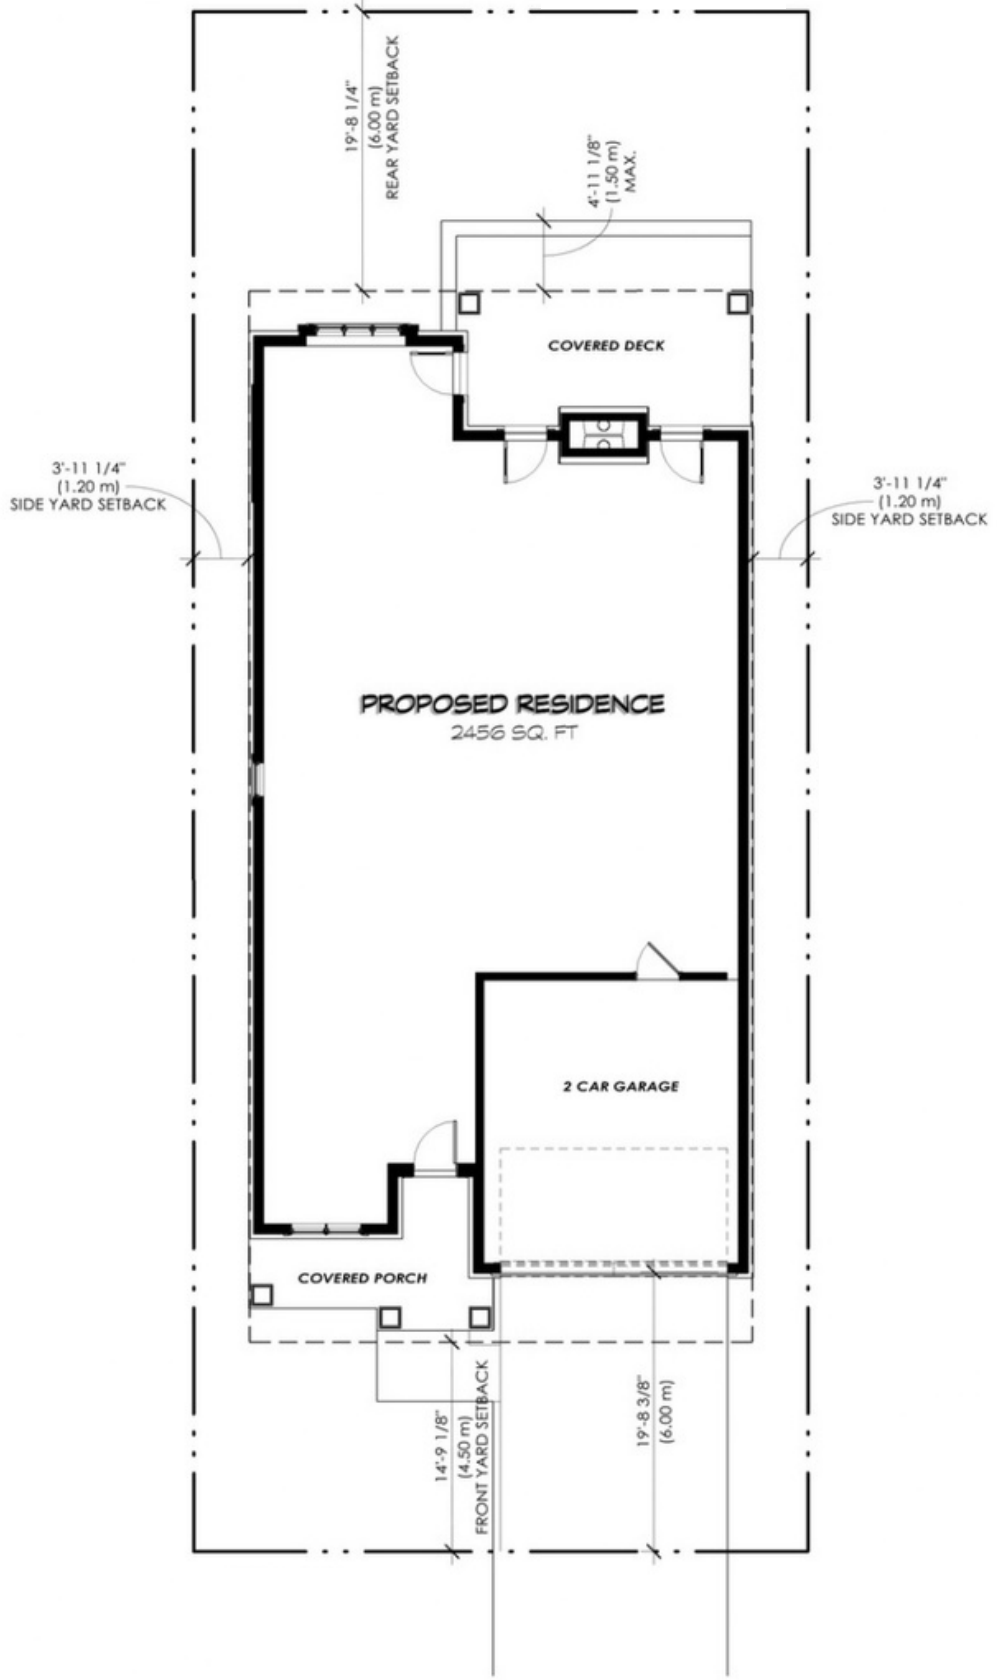 19'-8 1/4"
(6.00 m)
REAR YARD SETBACK
4'-11 1/8"
(1.50 m)
MAX.
COVERED DECK
3'-11 1/4"
(1.20 m)
SIDE YARD SETBACK
3'-11 1/4"
(1.20 m)
SIDE YARD SETBACK
PROPOSED RESIDENCE
2456 SQ. FT
2 CAR GARAGE
COVERED PORCH
14'-9 1/8"
(4.50 m)
FRONT YARD SETBACK
19'-8 3/8"
(6.00 m)